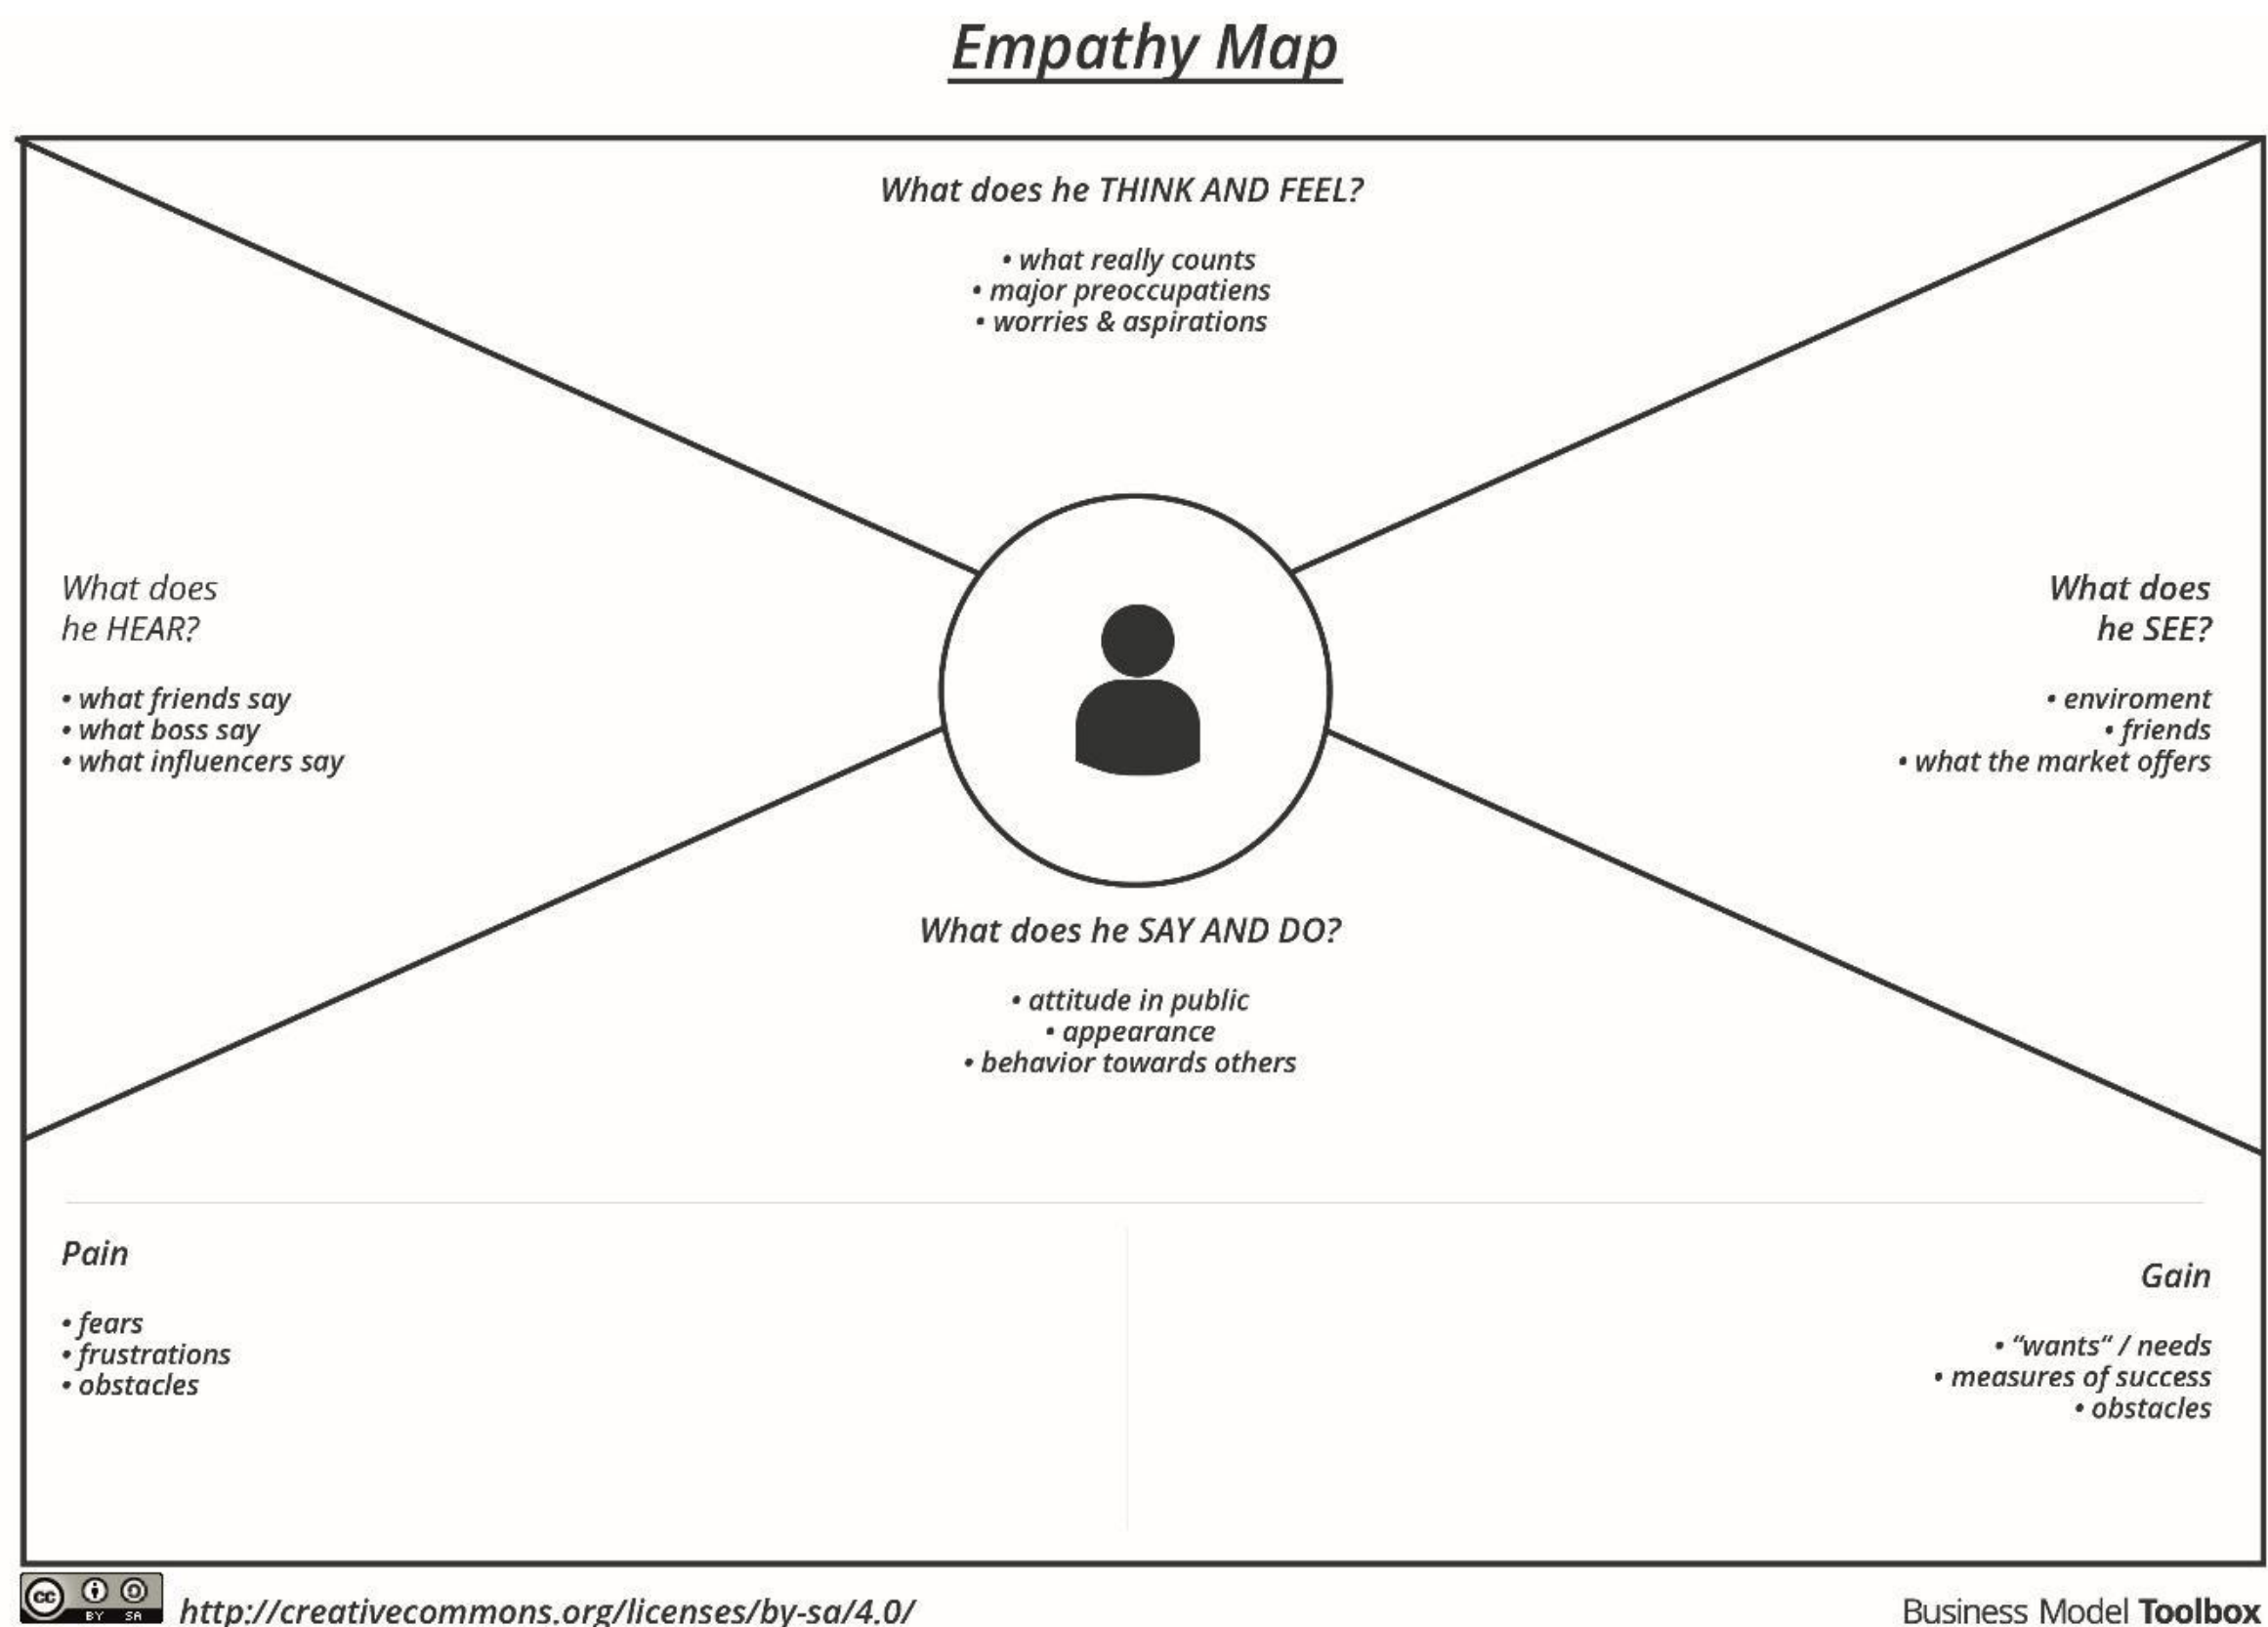 Empathy Map
What does he THINK AND FEEL?
• what really counts
• major preoccupatiens
• worries & aspirations
What does
he HEAR?
• what friends say
• what boss say
• what influencers say
What does
he SEE?
• enviroment
• friends
• what the market offers
What does he SAY AND DO?
• attitude in public
• appearance
• behavior towards others
Pain
• fears
• frustrations
• obstacles
Gain
• “wants“ / needs
• measures of success
• obstacles
cc BY SA
http://creativecommons.org/licenses/by-sa/4.0/
Business Model Toolbox